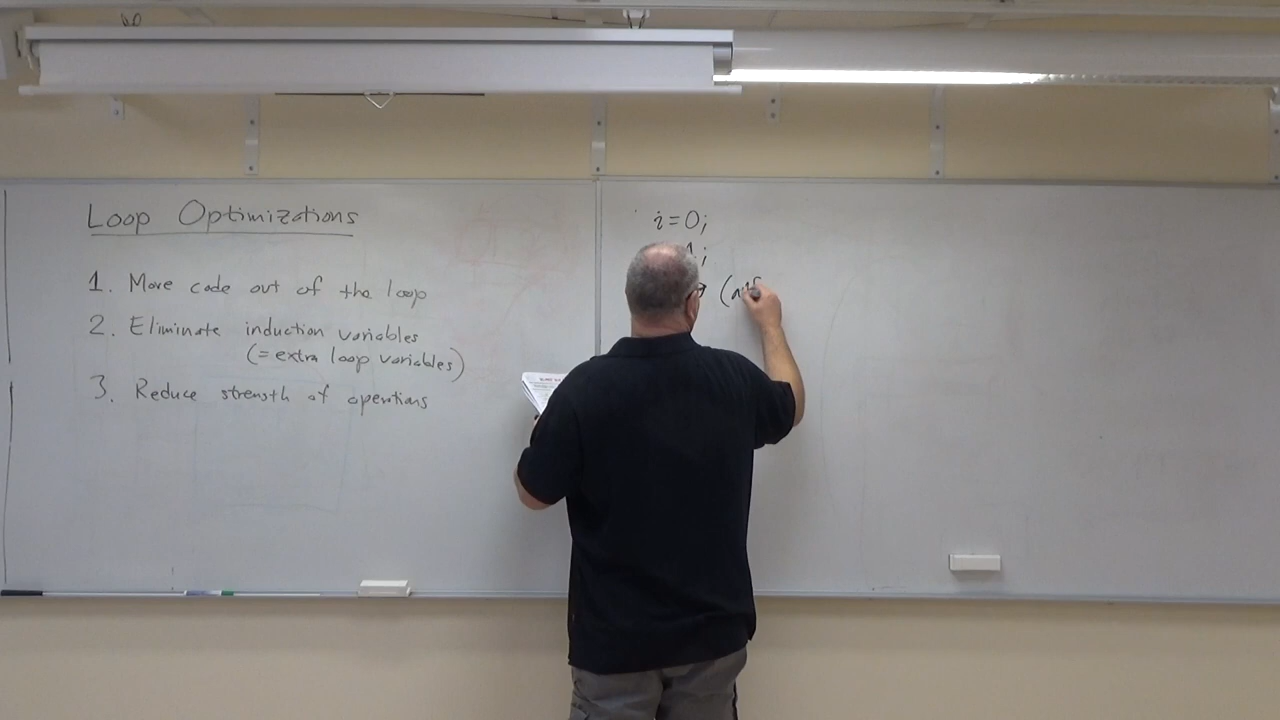 Loop Optimizations
1. Move code out of the loop
2. Eliminate induction variables
(= extra loop variables)
3. Reduce strength of operations
i=0;